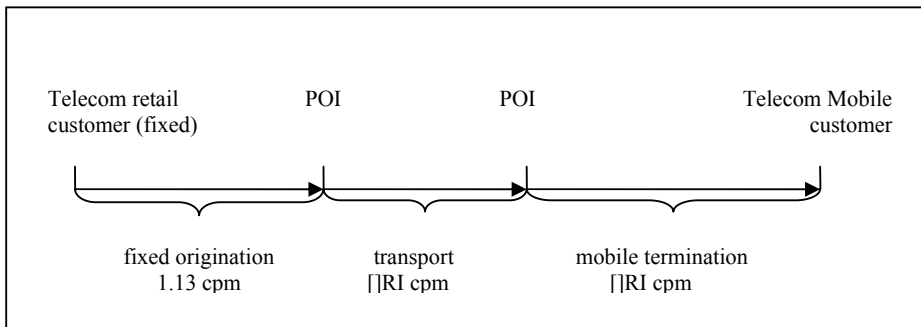 Telecom retail
customer (fixed)
POI
POI
Telecom Mobile
customer
fixed origination
1.13 cpm
transport
[]RI cpm
mobile termination
[]RI cpm